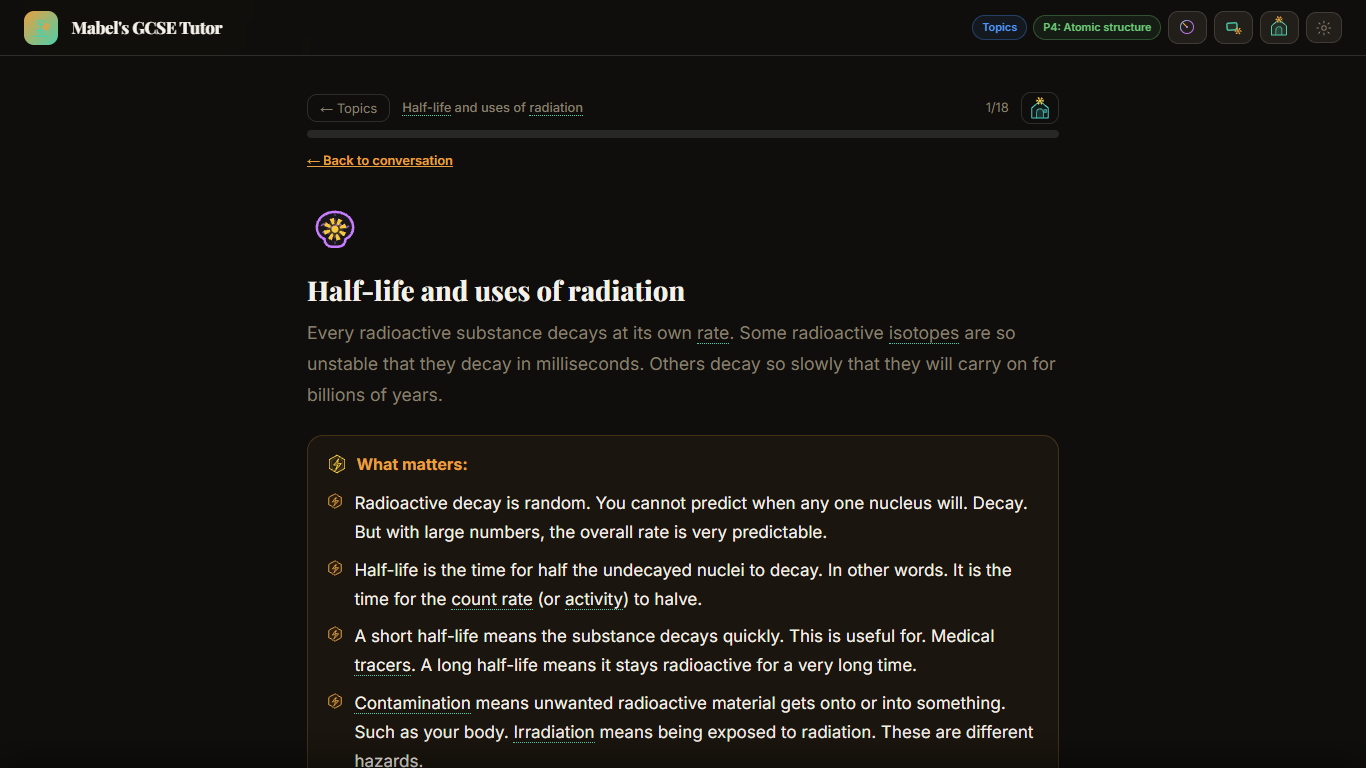 Mabel's GCSE Tutor
Topics
P4: Atomic structure
← Topics
Half-life and uses of radiation
1/18
← Back to conversation
Half-life and uses of radiation
Every radioactive substance decays at its own rate. Some radioactive isotopes are so
unstable that they decay in milliseconds. Others decay so slowly that they will carry on for
billions of years.
What matters:
Radioactive decay is random. You cannot predict when any one nucleus will. Decay.
But with large numbers, the overall rate is very predictable.
Half-life is the time for half the undecayed nuclei to decay. In other words. It is the
time for the count rate (or activity) to halve.
A short half-life means the substance decays quickly. This is useful for. Medical
tracers. A long half-life means it stays radioactive for a very long time.
Contamination means unwanted radioactive material gets onto or into something.
Such as your body. Irradiation means being exposed to radiation. These are different
hazards.